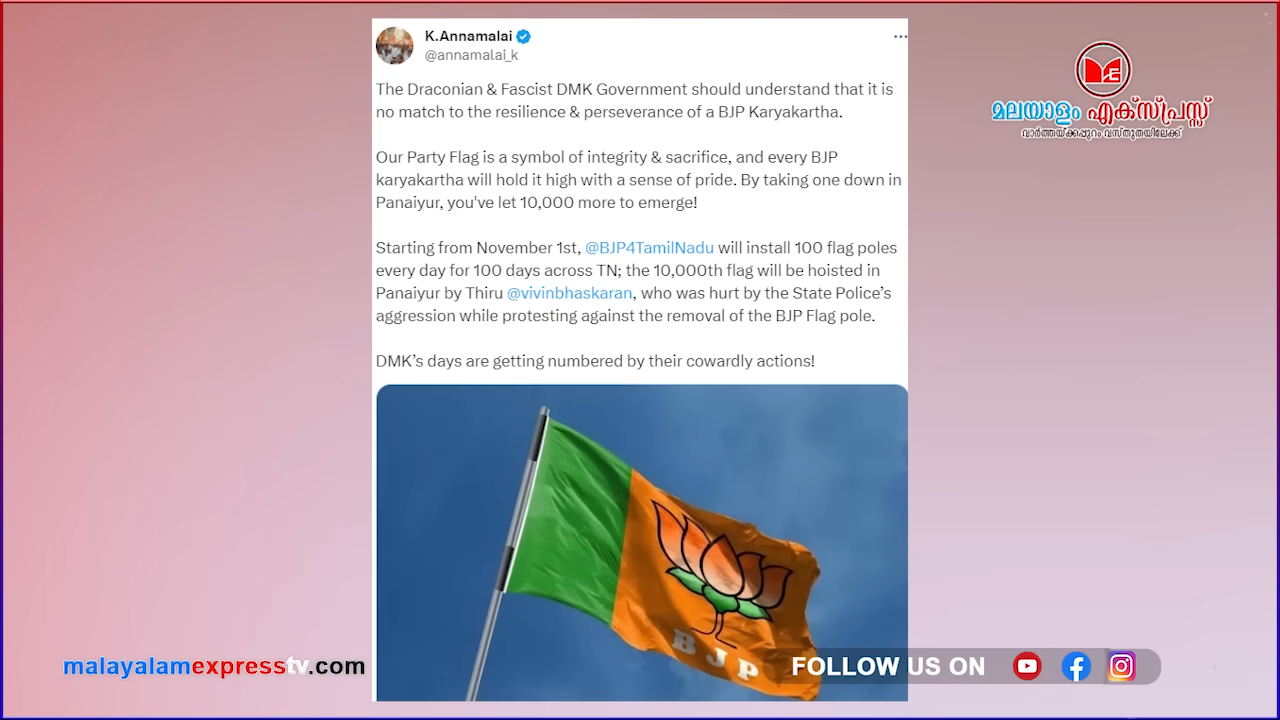 K.Annamalai
@annamalai_k
The Draconian & Fascist DMK Government should understand that it is
no match to the resilience & perseverance of a BJP Karyakartha.
Our Party Flag is a symbol of integrity & sacrifice, and every BJP
karyakartha will hold it high with a sense of pride. By taking one down in
Panaiyur, you've let 10,000 more to emerge!
Starting from November 1st, @BJP4TamilNadu will install 100 flag poles
every day for 100 days across TN; the 10,000th flag will be hoisted in
Panaiyur by Thiru @vivinbhaskaran, who was hurt by the State Police’s
aggression while protesting against the removal of the BJP Flag pole.
DMK’s days are getting numbered by their cowardly actions!
BJP
ME
മലയാളം എക്സ്പ്രസ്സ്
വാർത്തയ്ക്കപ്പുറം വസ്തുതയിലേക്ക്
malayalamexpresstv.com
FOLLOW US ON